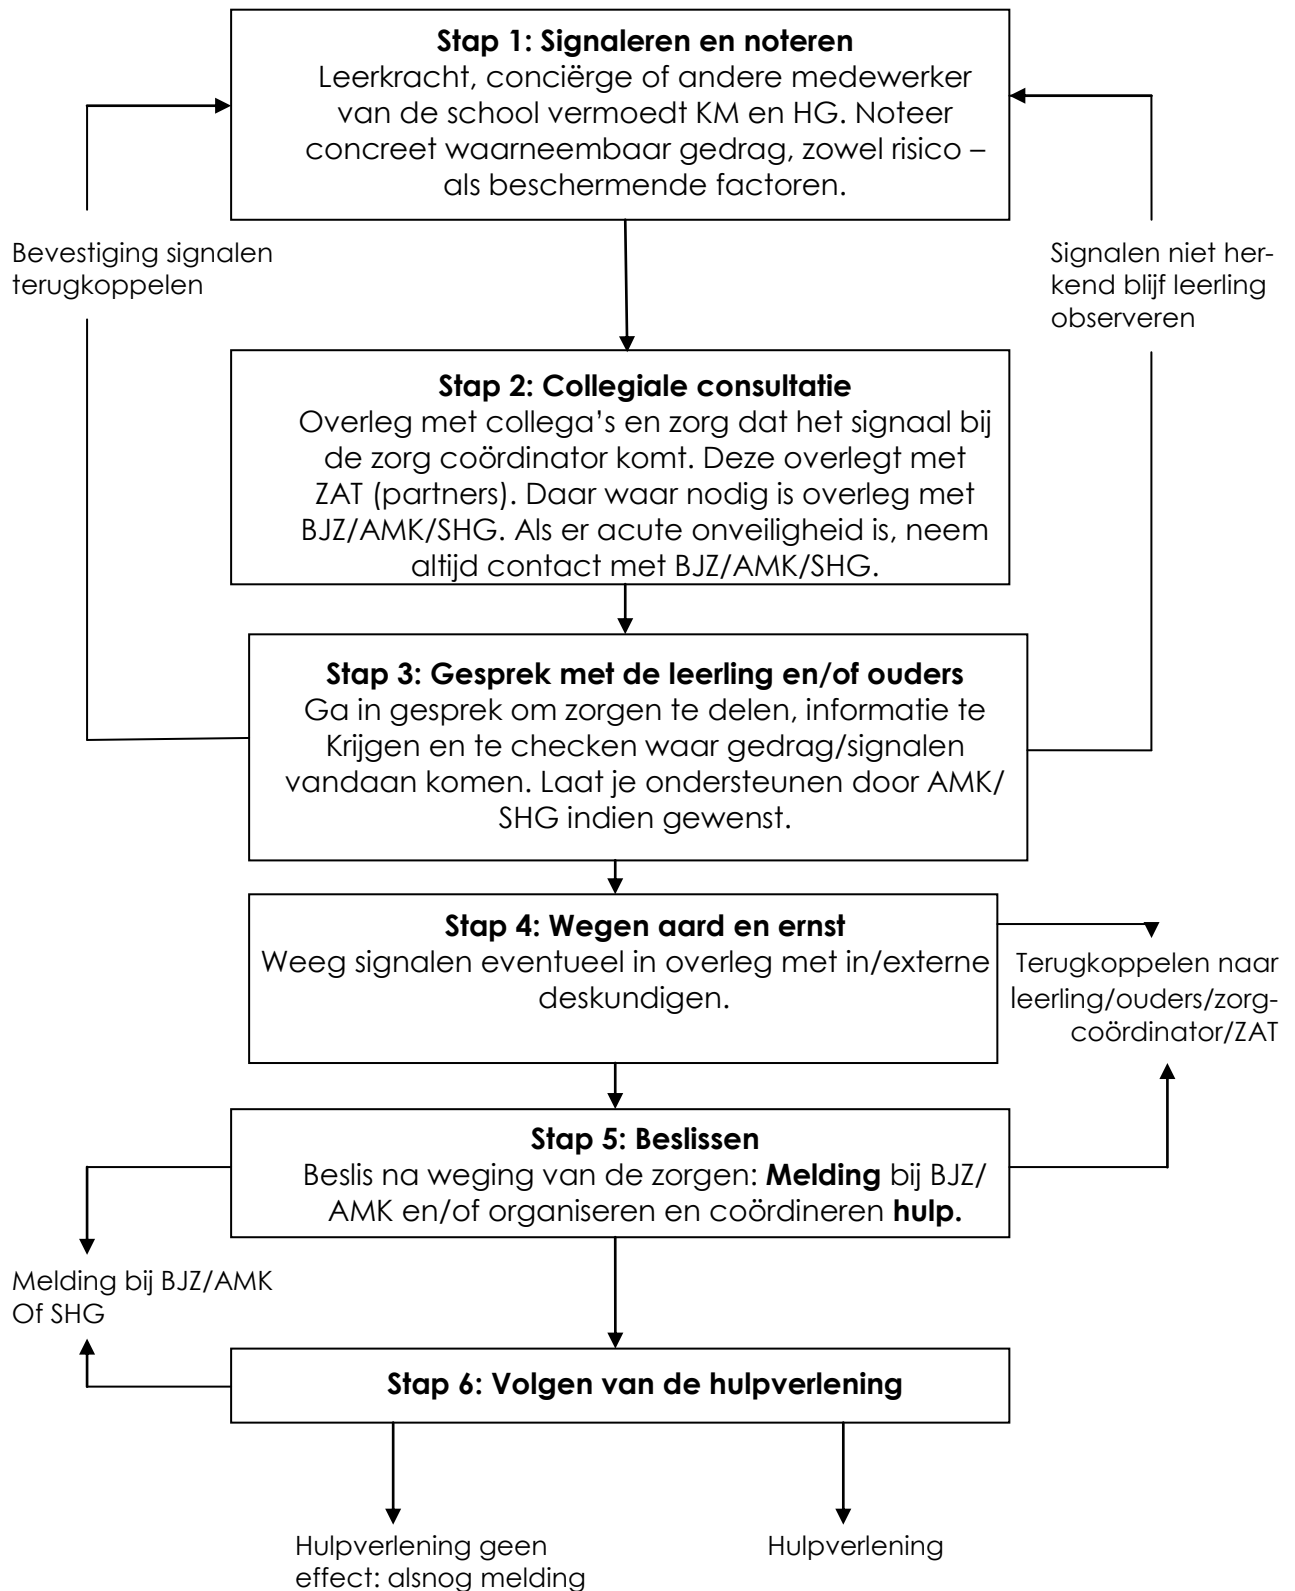 Stap 1: Signaleren en noteren
Leerkracht, conciërge of andere medewerker
van de school vermoedt KM en HG. Noteer
concreet waarneembaar gedrag, zowel risico –
als beschermende factoren.
Bevestiging signalen
terugkoppelen
Signalen niet her-
kend blijf leerling
observeren
Stap 2: Collegiale consultatie
Overleg met collega’s en zorg dat het signaal bij
de zorg coördinator komt. Deze overlegt met
ZAT (partners). Daar waar nodig is overleg met
BJZ/AMK/SHG. Als er acute onveiligheid is, neem
altijd contact met BJZ/AMK/SHG.
Stap 3: Gesprek met de leerling en/of ouders
Ga in gesprek om zorgen te delen, informatie te
Krijgen en te checken waar gedrag/signalen
vandaan komen. Laat je ondersteunen door AMK/
SHG indien gewenst.
Stap 4: Wegen aard en ernst
Weeg signalen eventueel in overleg met in/externe
deskundigen.
Terugkoppelen naar
leerling/ouders/zorg-
coördinator/ZAT
Stap 5: Beslissen
Beslis na weging van de zorgen: Melding bij BJZ/
AMK en/of organiseren en coördineren hulp.
Melding bij BJZ/AMK
Of SHG
Stap 6: Volgen van de hulpverlening
Hulpverlening geen
effect: alsnog melding
Hulpverlening